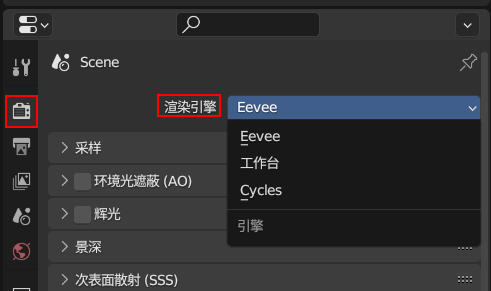 Scene
渲染引擎
Eevee
Eevee
工作台
Cycles
引擎
采样
环境光遮蔽 (AO)
辉光
景深
次表面散射 (SSS)